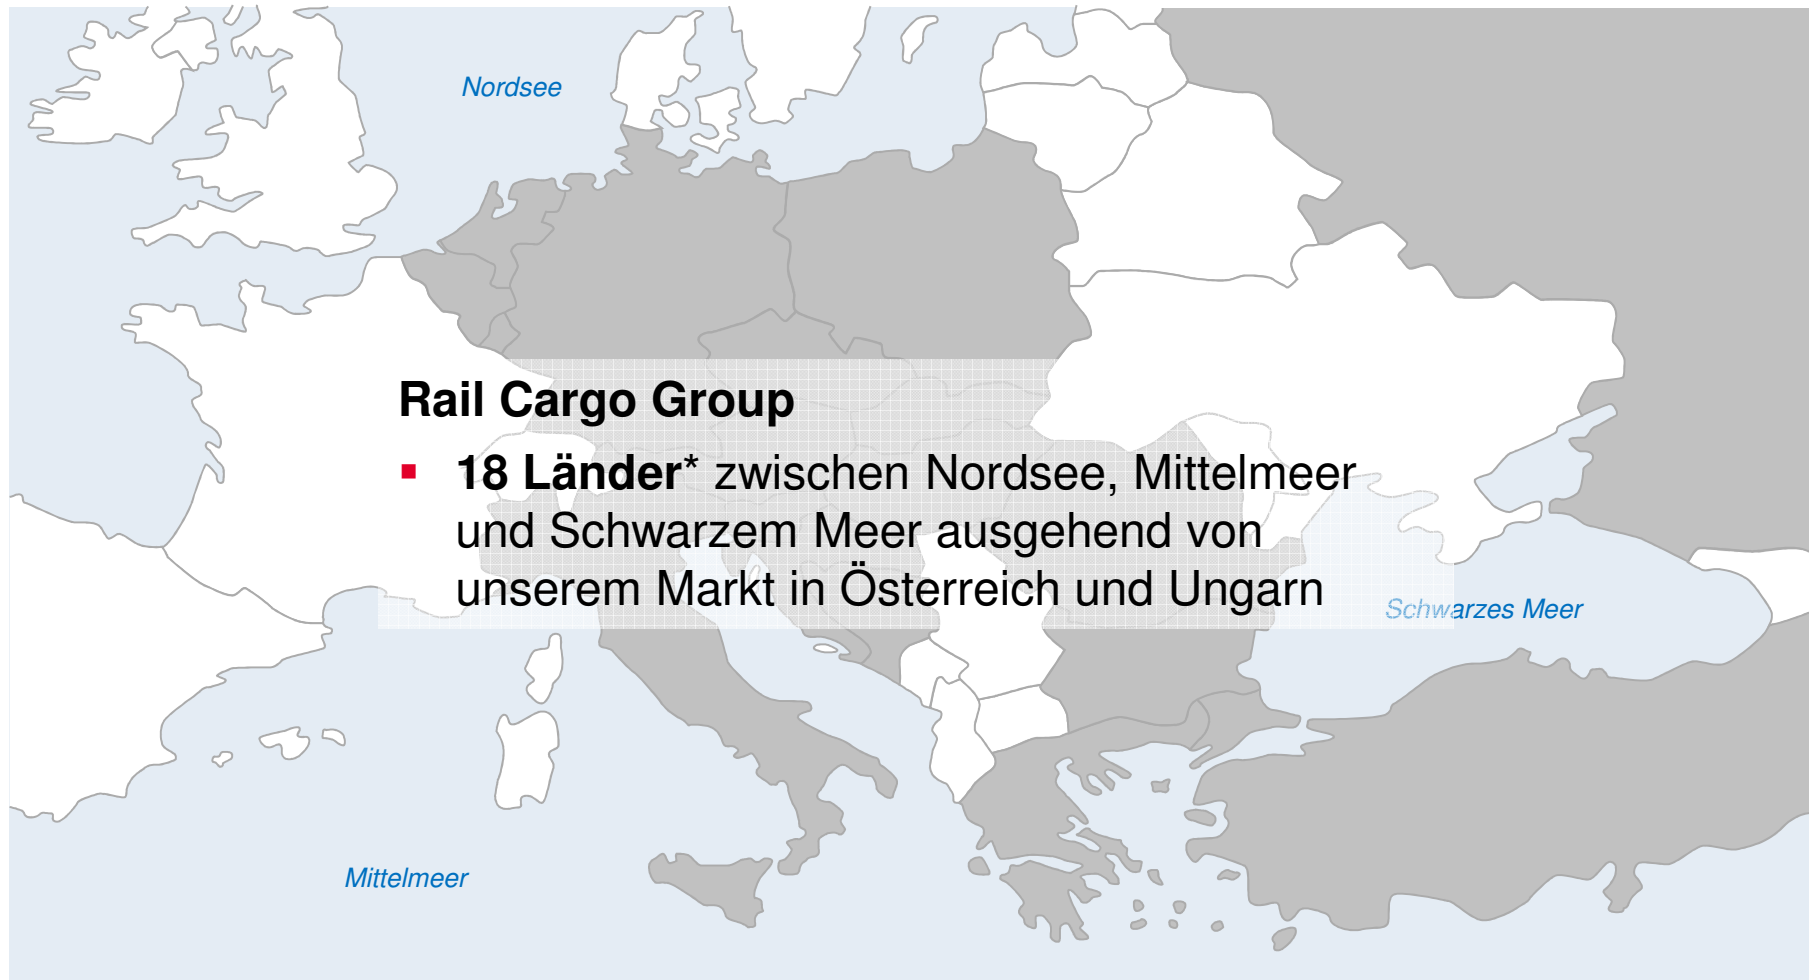 Nordsee
Rail Cargo Group
▪ 18 Länder* zwischen Nordsee, Mittelmeer
und Schwarzem Meer ausgehend von
unserem Markt in Österreich und Ungarn
Schwarzes Meer
Mittelmeer